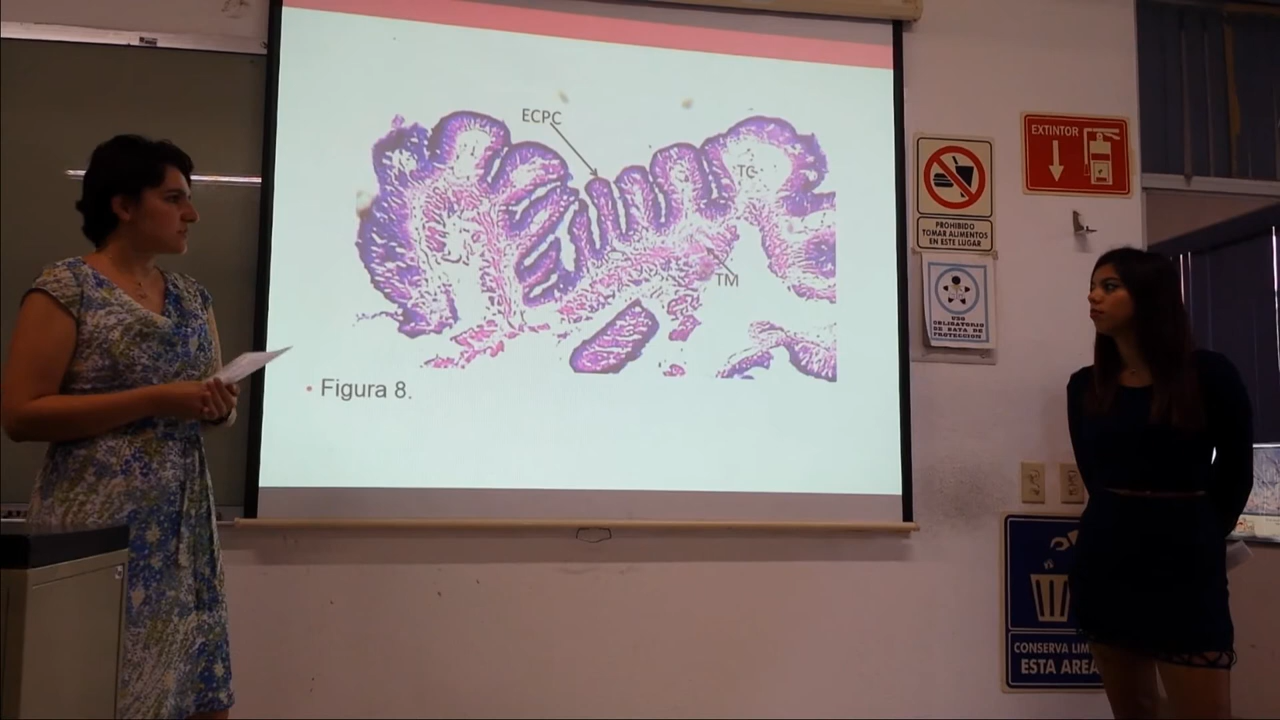 ECPC
TC
TM
• Figura 8.
EXTINTOR
PROHIBIDO
TOMAR ALIMENTOS
EN ESTE LUGAR
USO
OBLIGATORIO
DE BATA DE
PROTECCION
CONSERVA LIM
ESTA AREA